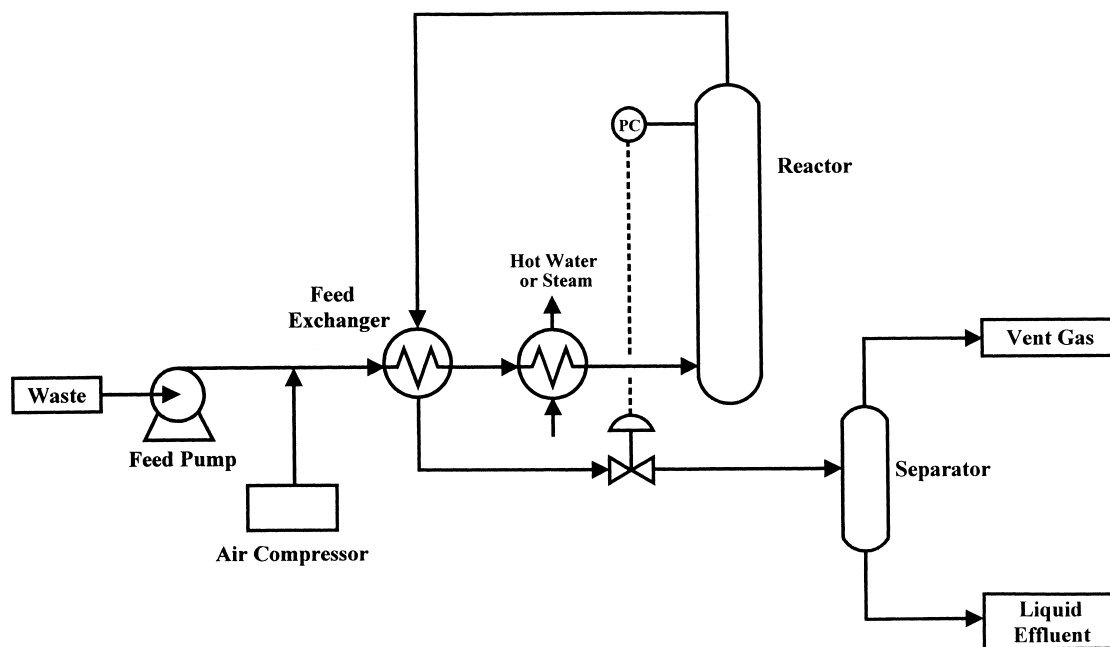 PC
Reactor
Hot Water
or Steam
Feed
Exchanger
Vent Gas
Waste
Feed Pump
Separator
Air Compressor
Liquid
Effluent